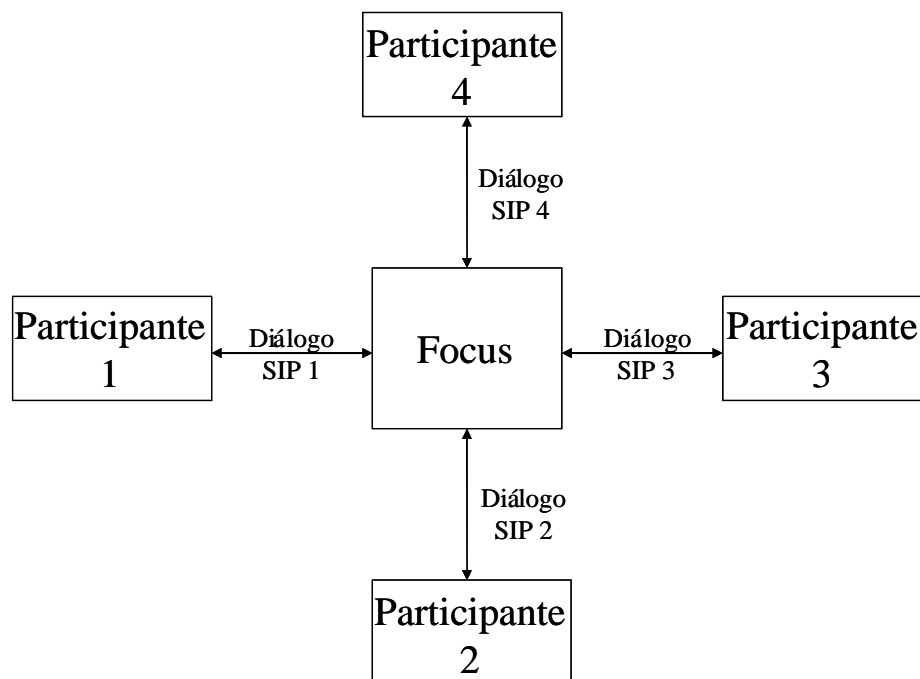 Participante
4
Diálogo
SIP 4
Participante
1
Diálogo
SIP 1
Focus
Diálogo
SIP 3
Participante
3
Diálogo
SIP 2
Participante
2